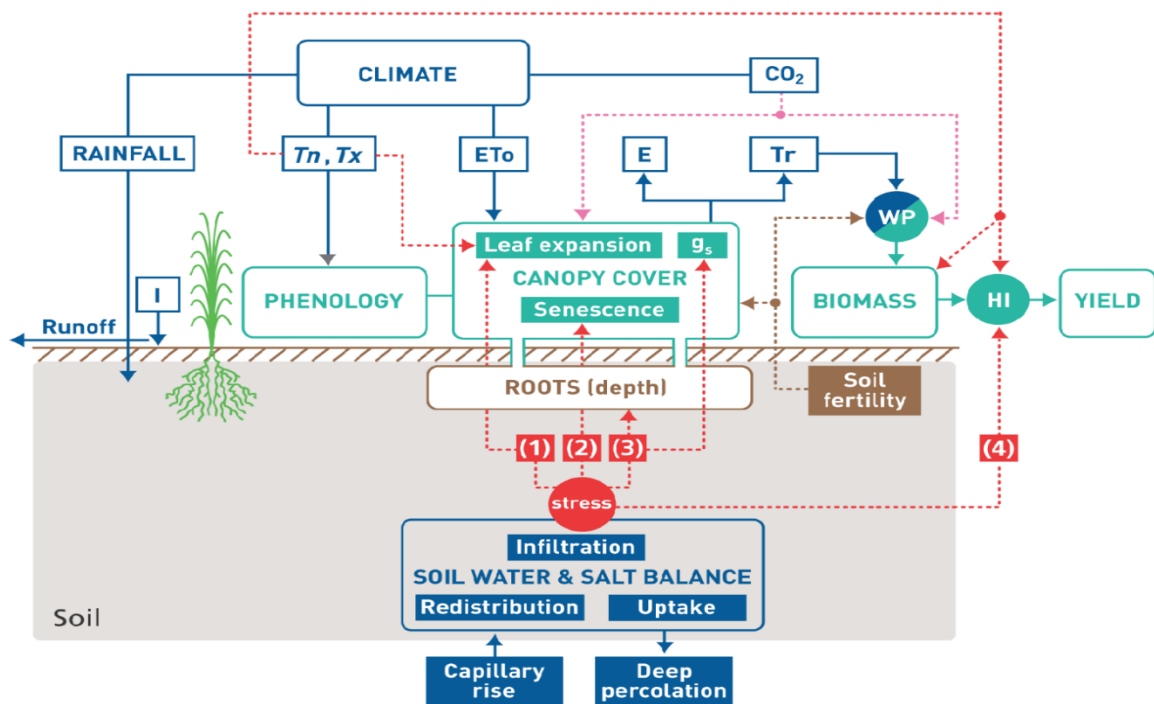 CLIMATE
CO₂
RAINFALL
Tn, Tx
ETo
E
Tr
WP
Leaf expansion
gₛ
CANOPY COVER
Senescence
PHENOLOGY
BIOMASS
HI
YIELD
I
Runoff
ROOTS (depth)
Soil
fertility
(1)
(2)
(3)
(4)
stress
Infiltration
SOIL WATER & SALT BALANCE
Redistribution
Uptake
Soil
Capillary
rise
Deep
percolation